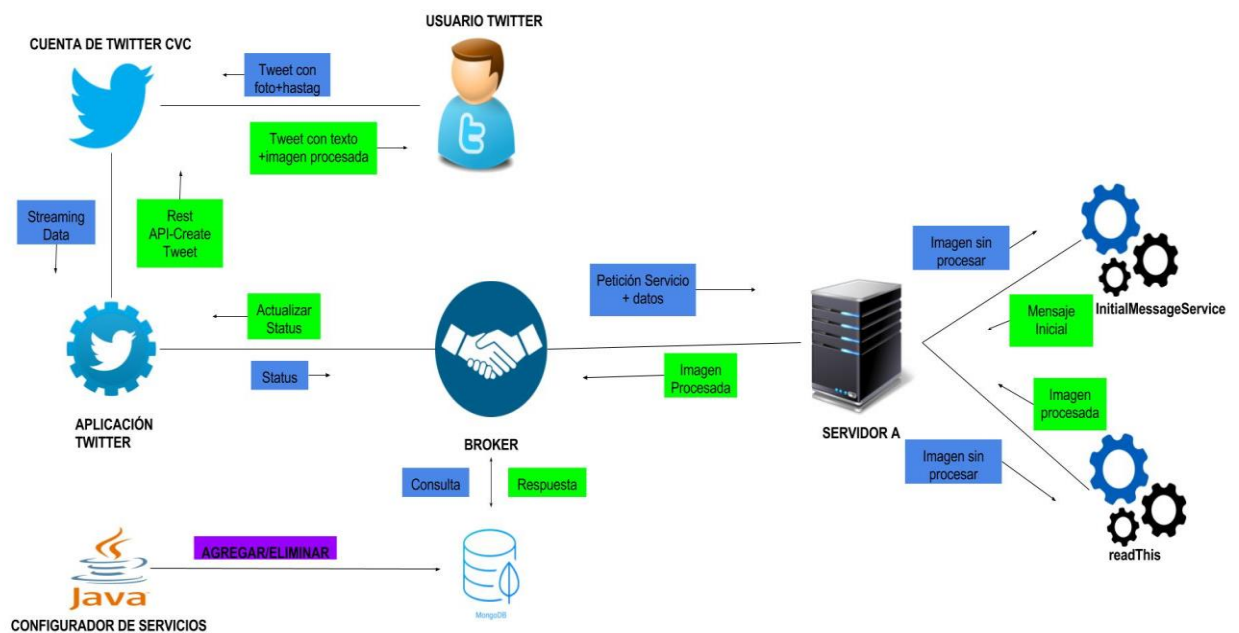 USUARIO TWITTER
CUENTA DE TWITTER CVC
Tweet con
foto+hastag
Tweet con texto
+imagen procesada
Streaming
Data
Rest
API-Create
Tweet
Imagen sin
procesar
InitialMessageService
Petición Servicio
+ datos
Mensaje
Inicial
Actualizar
Status
Status
Imagen
Procesada
Imagen
procesada
APLICACIÓN
TWITTER
BROKER
SERVIDOR A
Imagen sin
procesar
Consulta
Respuesta
readThis
AGREGAR/ELIMINAR
Java
MongoDB
CONFIGURADOR DE SERVICIOS